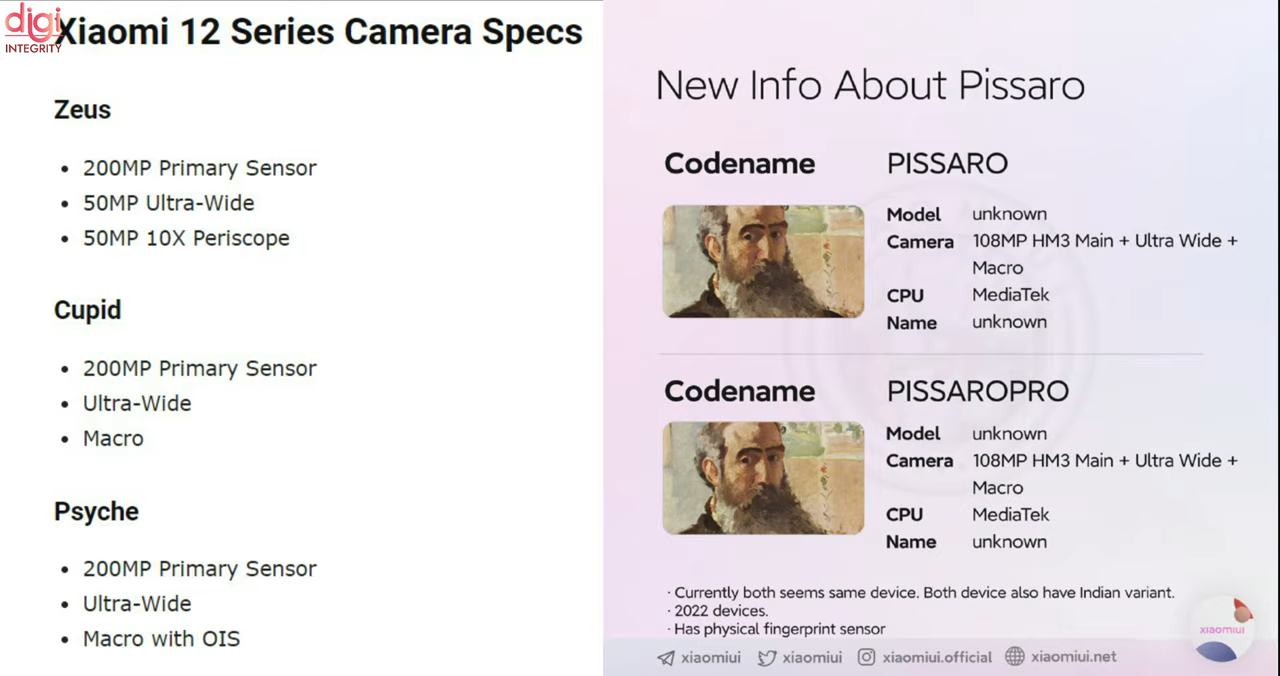 digi
INTEGRITY
Xiaomi 12 Series Camera Specs
Zeus
• 200MP Primary Sensor
• 50MP Ultra-Wide
• 50MP 10X Periscope
Cupid
• 200MP Primary Sensor
• Ultra-Wide
• Macro
Psyche
• 200MP Primary Sensor
• Ultra-Wide
• Macro with OIS
New Info About Pissaro
Codename PISSARO
Model unknown
Camera 108MP HM3 Main + Ultra Wide +
Macro
CPU MediaTek
Name unknown
Codename PISSAROPRO
Model unknown
Camera 108MP HM3 Main + Ultra Wide +
Macro
CPU MediaTek
Name unknown
· Currently both seems same device. Both device also have Indian variant.
· 2022 devices.
· Has physical fingerprint sensor
xiaomiui
xiaomiui xiaomiui xiaomiui.official xiaomiui.net